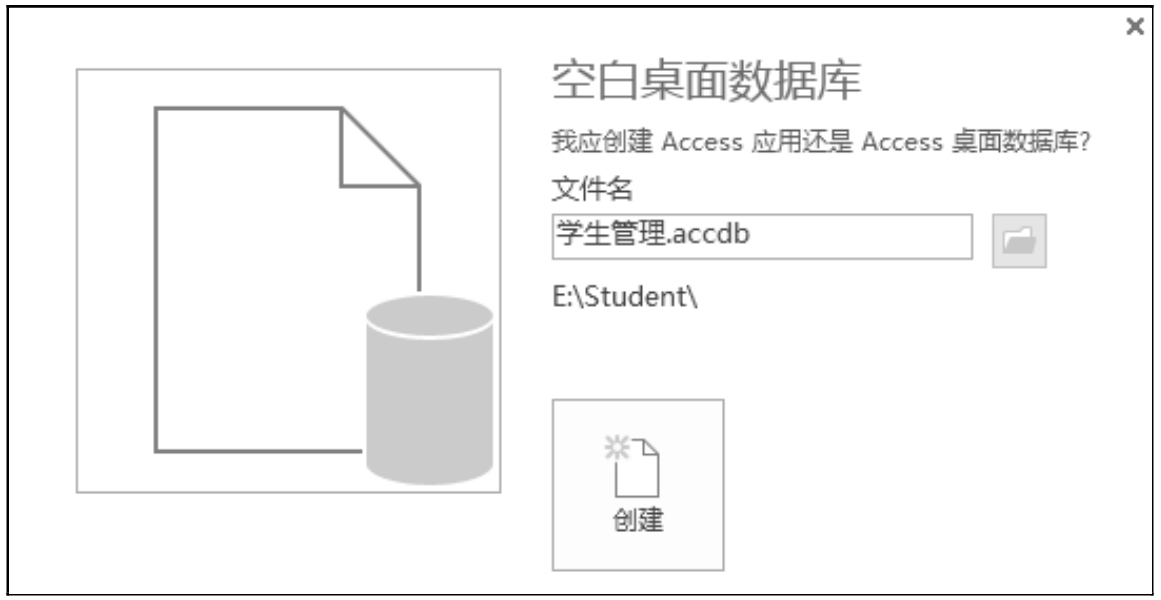 空白桌面数据库
我应创建 Access 应用还是 Access 桌面数据库?
文件名
学生管理.accdb
E:\Student\
创建